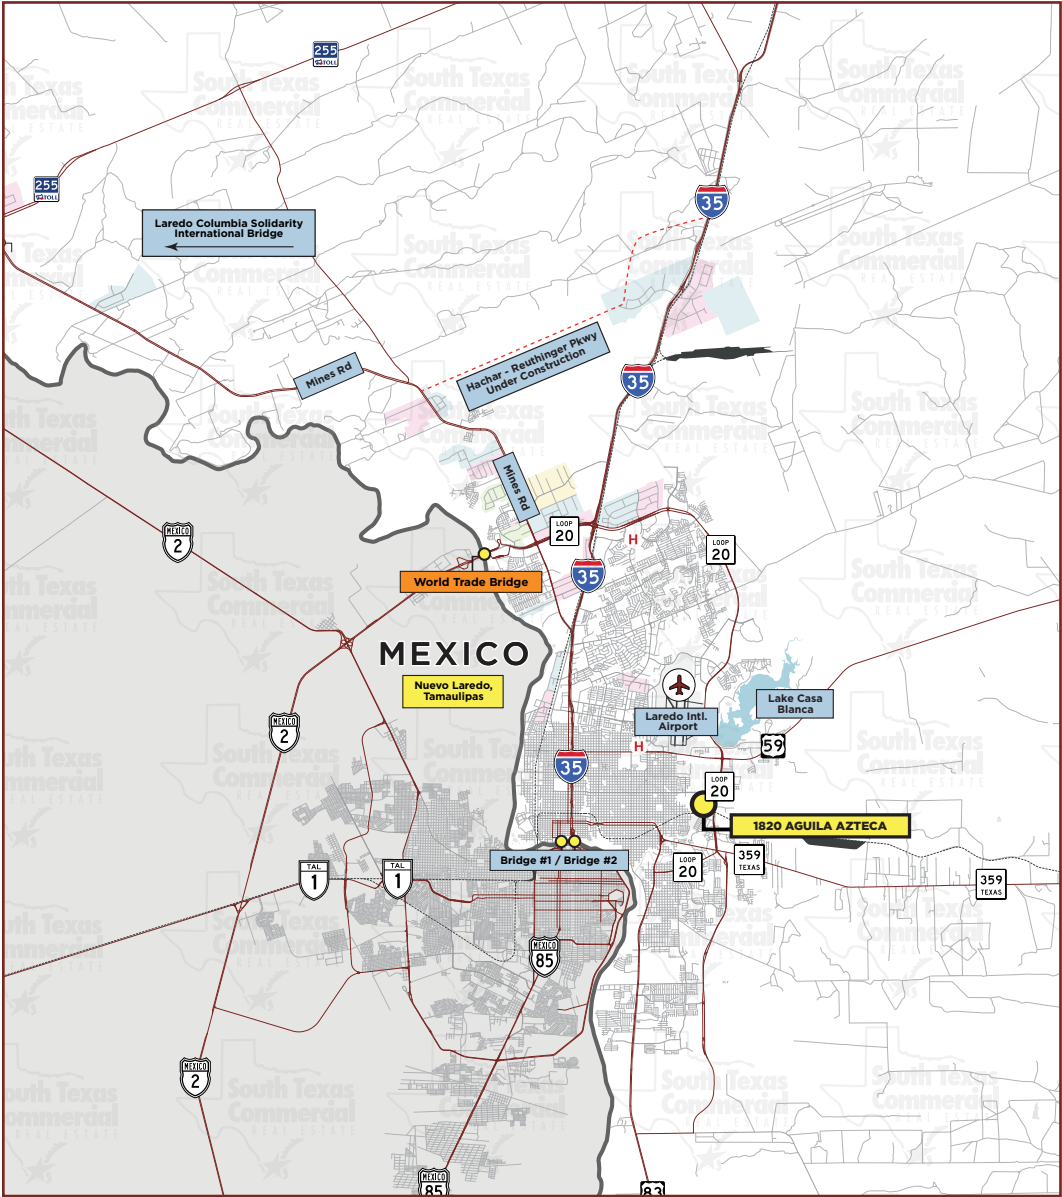 255
TOLL
255
TOLL
Laredo Columbia Solidarity
International Bridge
35
Hachar - Reuthinger Pkwy
Under Construction
Mines Rd
35
Mines Rd
MEXICO
2
LOOP
20
H
LOOP
20
World Trade Bridge
35
MEXICO
Nuevo Laredo,
Tamaulipas
Laredo Intl.
Airport
Lake Casa
Blanca
MEXICO
2
H
59
35
LOOP
20
1820 AGUILA AZTECA
Bridge #1 / Bridge #2
LOOP
20
359
TEXAS
359
TEXAS
TAL
1
TAL
1
MEXICO
85
MEXICO
2
MEXICO
85
83
South Texas
Commercial
REAL ESTATE